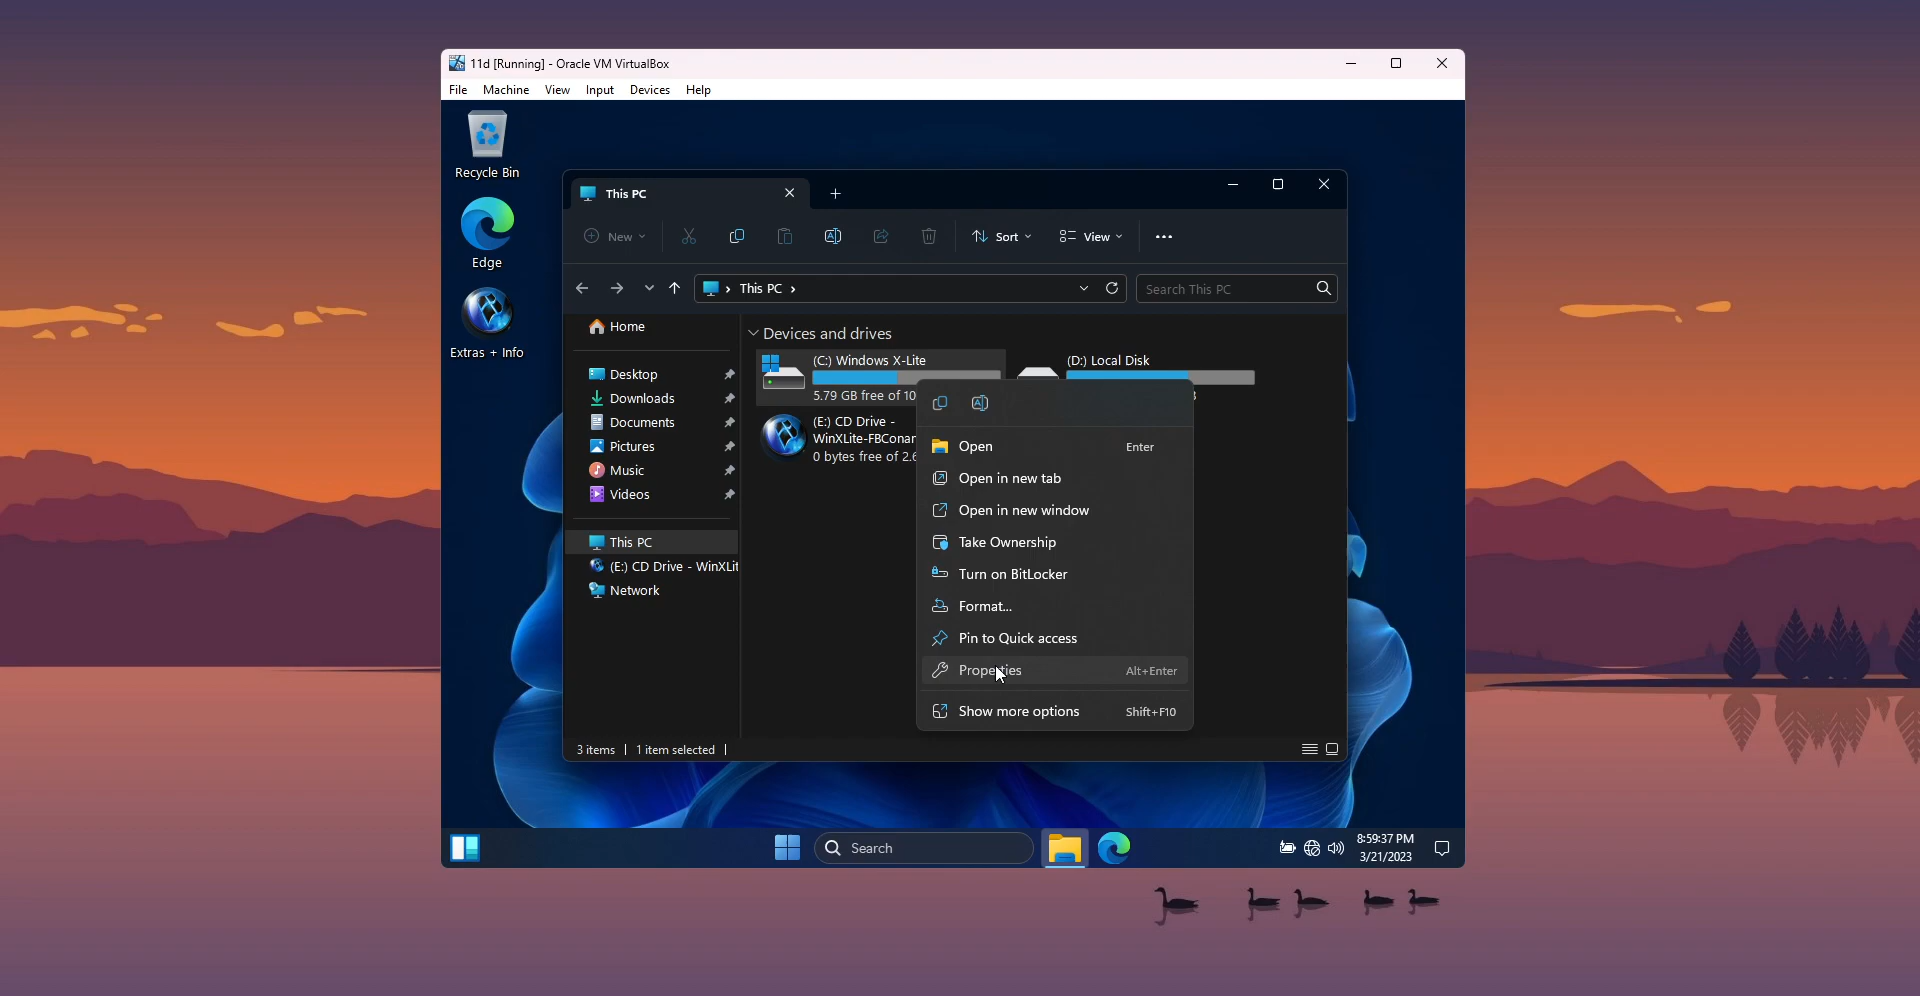 11d [Running] - Oracle VM VirtualBox
File Machine View Input Devices Help
Recycle Bin
Edge
Extras + Info
This PC
New
Sort
View
This PC
Search This PC
Home
Desktop
Downloads
Documents
Pictures
Music
Videos
This PC
(E:) CD Drive - WinXLit
Network
Devices and drives
(C:) Windows X-Lite
5.79 GB free of 10
(D:) Local Disk
(E:) CD Drive -
WinXLite-FBConar
0 bytes free of 2.6
Open Enter
Open in new tab
Open in new window
Take Ownership
Turn on BitLocker
Format...
Pin to Quick access
Properties Alt+Enter
Show more options Shift+F10
3 items 1 item selected
Search
8:59:37 PM
3/21/2023